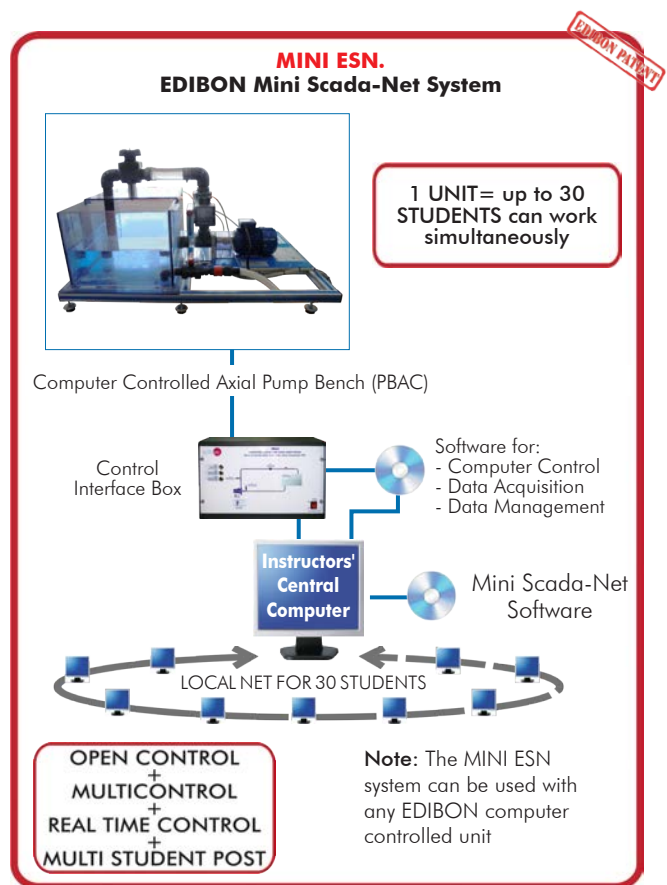 EDIBON PATENT
MINI ESN.
EDIBON Mini Scada-Net System
1 UNIT= up to 30
STUDENTS can work
simultaneously
Computer Controlled Axial Pump Bench (PBAC)
Control
Interface Box
Software for:
- Computer Control
- Data Acquisition
- Data Management
Instructors'
Central
Computer
Mini Scada-Net
Software
LOCAL NET FOR 30 STUDENTS
OPEN CONTROL
+
MULTICONTROL
+
REAL TIME CONTROL
+
MULTI STUDENT POST
Note: The MINI ESN
system can be used with
any EDIBON computer
controlled unit